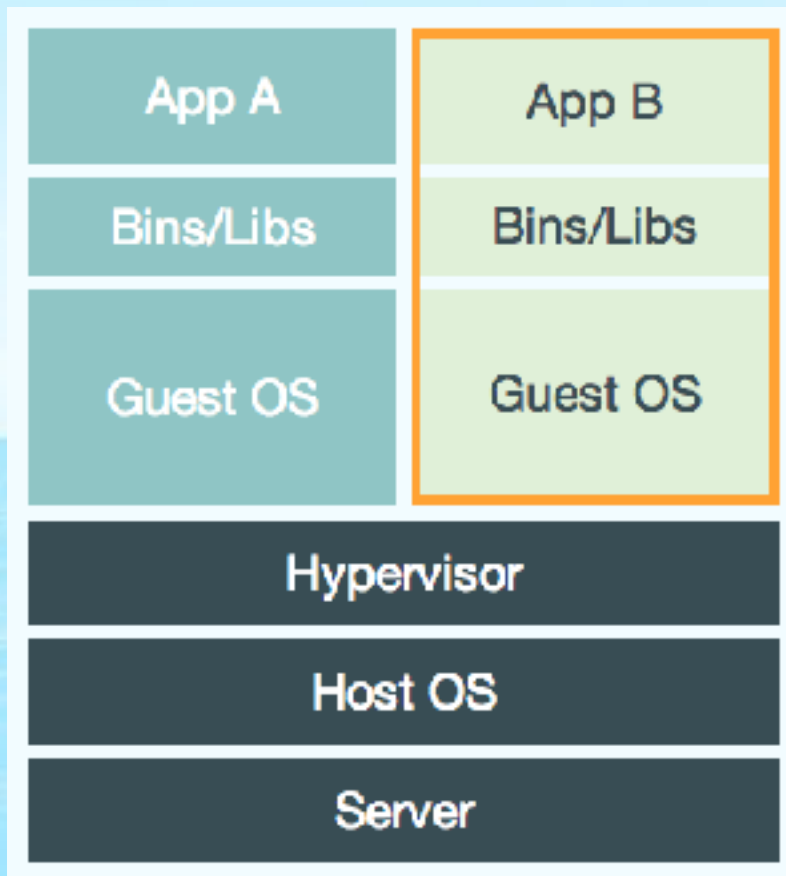 App A
App B
Bins/Libs
Bins/Libs
Guest OS
Guest OS
Hypervisor
Host OS
Server